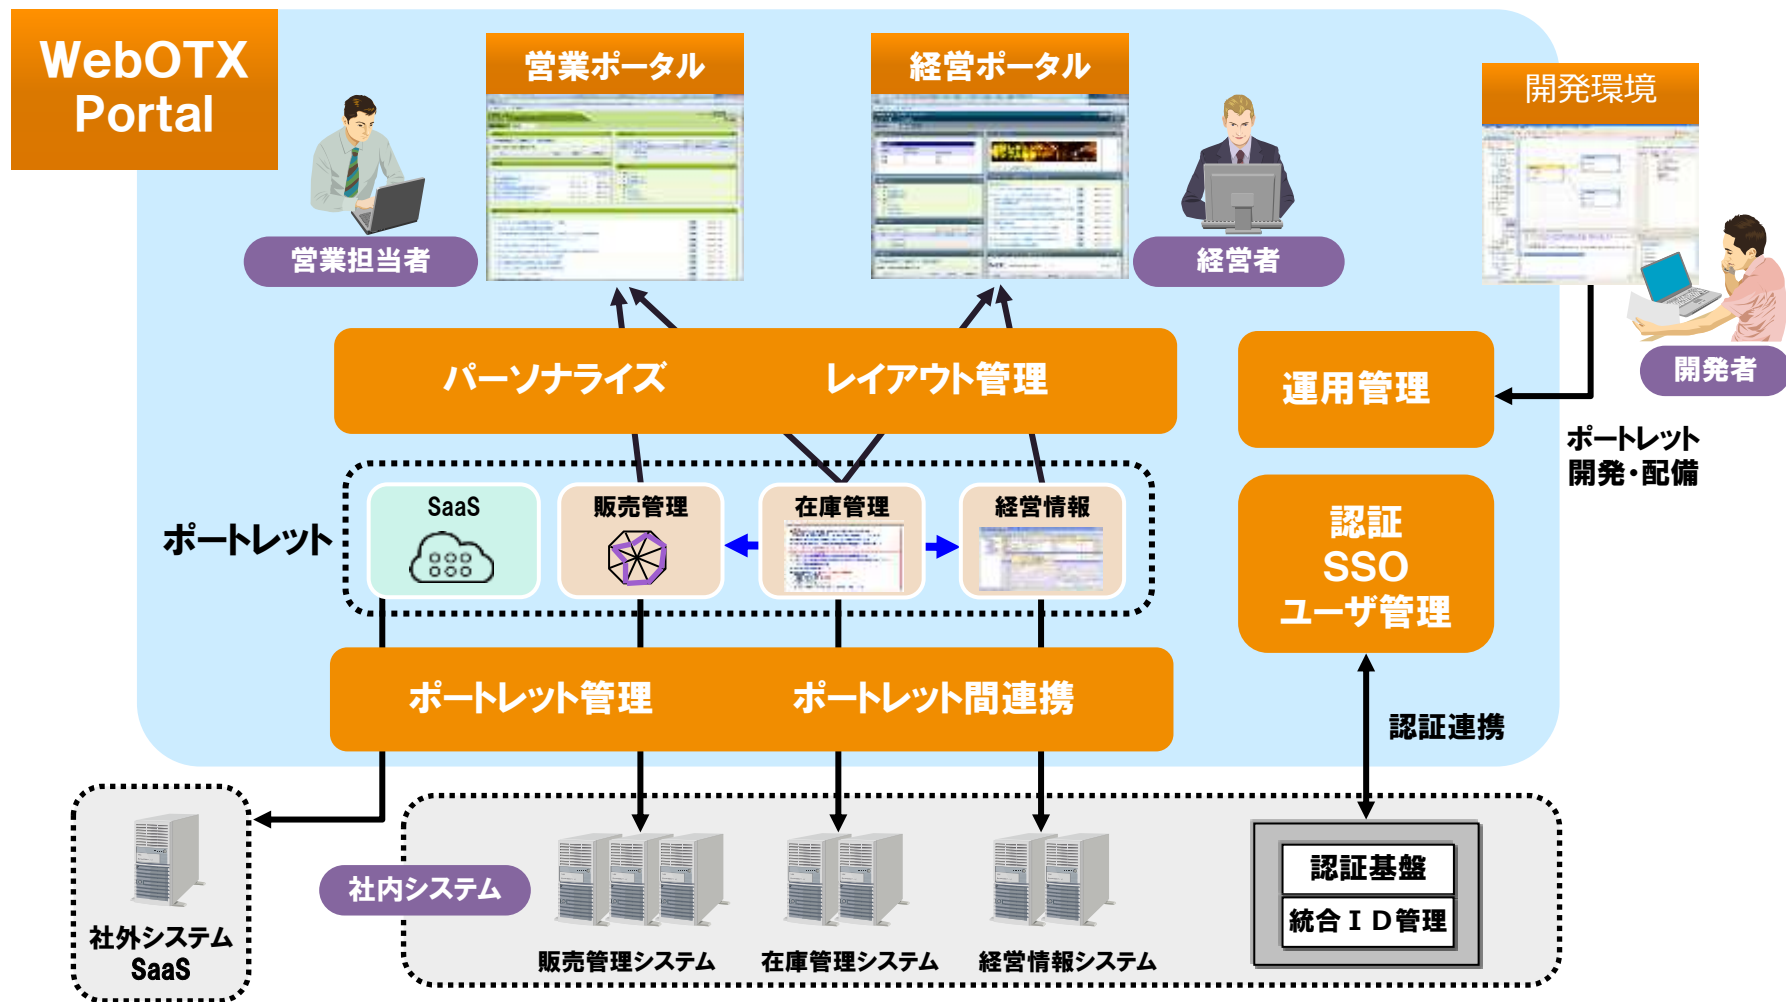 WebOTX
Portal
営業ポータル
経営ポータル
開発環境
営業担当者
経営者
開発者
パーソナライズ
レイアウト管理
運用管理
ポートレット
開発・配備
ポートレット
SaaS
販売管理
在庫管理
経営情報
認証
SSO
ユーザ管理
ポートレット管理
ポートレット間連携
認証連携
社内システム
認証基盤
統合ID管理
社外システム
SaaS
販売管理システム
在庫管理システム
経営情報システム